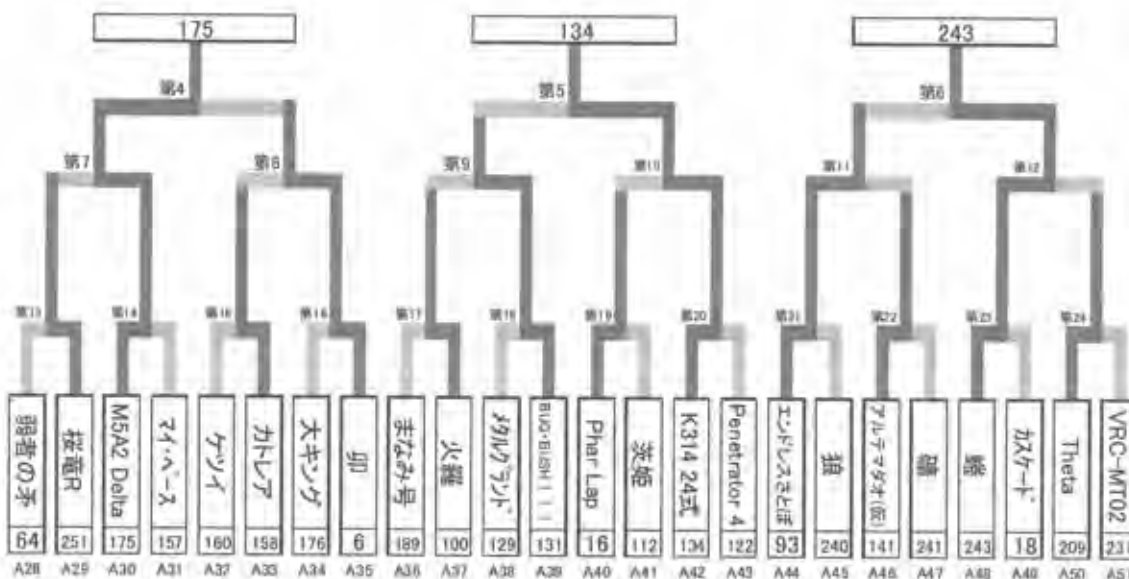 175 134 243
第4 第5 第6
第7 第8 第9 第10 第11 第12
第13 第14 第15 第16 第17 第18 第19 第20 第21 第22 第23 第24
弱者の矛
桜竜R
M5A2 Delta
マイ・ペース
ケツイ
カトレア
大キング
卯
まなみ号
火羅
メタルグランド
BUG・BUSH111
Phar Lap
茨姫
K314 24式
Penetrator 4
エンドレスさとぼ
狼
アルテマダオ(仮)
カスケード
Theta
VRC-MT02
64 251 175 157 160 158 176 6 189 100 129 131 16 112 134 122 93 240 141 241 243 18 209 231
A28 A29 A30 A31 A32 A33 A34 A35 A36 A37 A38 A39 A40 A41 A42 A43 A44 A45 A46 A47 A48 A49 A50 A51